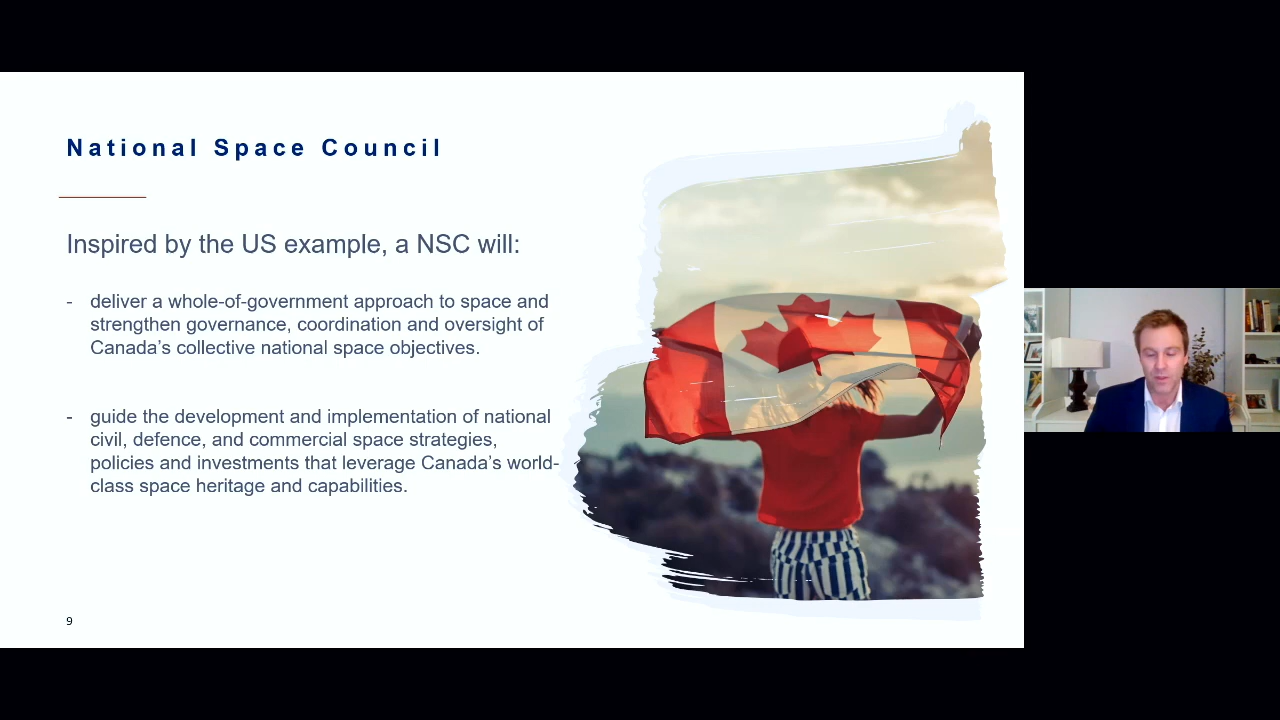 National Space Council
Inspired by the US example, a NSC will:
- deliver a whole-of-government approach to space and
strengthen governance, coordination and oversight of
Canada’s collective national space objectives.
- guide the development and implementation of national
civil, defence, and commercial space strategies,
policies and investments that leverage Canada’s world-
class space heritage and capabilities.
9